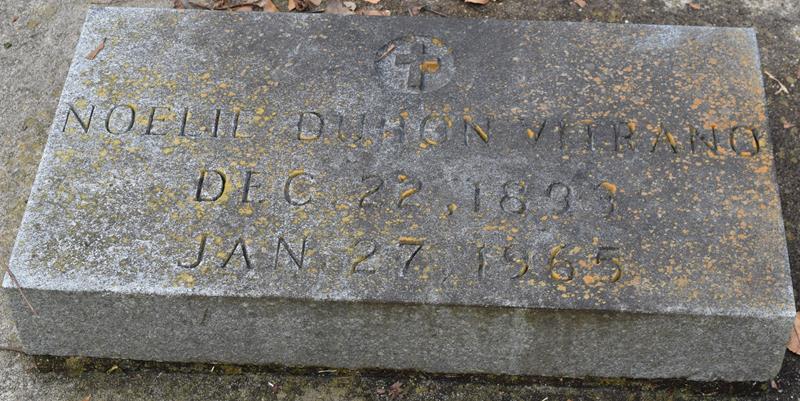 NOELIE DUHON VITRANO
DEC. 22,
JAN. 27, 1965